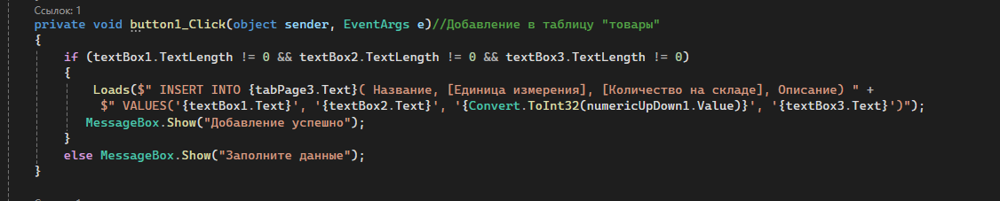 Ссылок: 1
private void button1_Click(object sender, EventArgs e)//Добавление в таблицу "товары"
{
if (textBox1.TextLength != 0 && textBox2.TextLength != 0 && textBox3.TextLength != 0)
{
Loads($" INSERT INTO {tabPage3.Text}( Название, [Единица измерения], [Количество на складе], Описание) " +
$" VALUES('{textBox1.Text}', '{textBox2.Text}', '{Convert.ToInt32(numericUpDown1.Value)}', '{textBox3.Text}')");
MessageBox.Show("Добавление успешно");
}
else MessageBox.Show("Заполните данные");
}